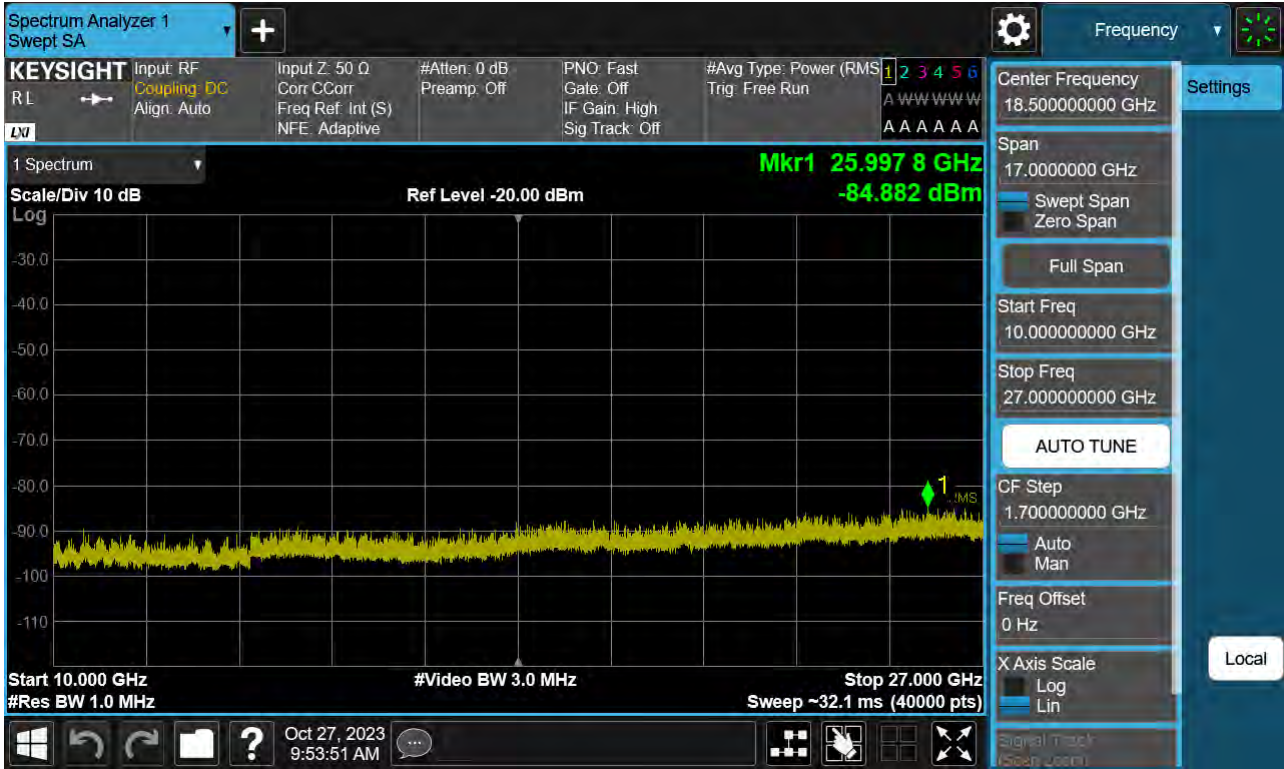 Spectrum Analyzer 1
Swept SA
+
Frequency
KEYSIGHT
R L
LXI
Input: RF
Coupling: DC
Align: Auto
Input Z: 50 Ω
Corr CCorr
Freq Ref: Int (S)
NFE: Adaptive
#Atten: 0 dB
Preamp: Off
PNO: Fast
Gate: Off
IF Gain: High
Sig Track: Off
#Avg Type: Power (RMS
Trig: Free Run
1 2 3 4 5 6
A W W W W W
A A A A A A
1 Spectrum
Mkr1 25.997 8 GHz
-84.882 dBm
Scale/Div 10 dB
Ref Level -20.00 dBm
Log
-30.0
-40.0
-50.0
-60.0
-70.0
-80.0
-90.0
-100
-110
1
Start 10.000 GHz
#Video BW 3.0 MHz
Stop 27.000 GHz
#Res BW 1.0 MHz
Sweep ~32.1 ms (40000 pts)
Center Frequency
18.500000000 GHz
Settings
Span
17.0000000 GHz
Swept Span
Zero Span
Full Span
Start Freq
10.000000000 GHz
Stop Freq
27.000000000 GHz
AUTO TUNE
CF Step
1.700000000 GHz
Auto
Man
Freq Offset
0 Hz
X Axis Scale
Log
Lin
Signal Track
(Span Zoom)
Local
?
Oct 27, 2023
9:53:51 AM